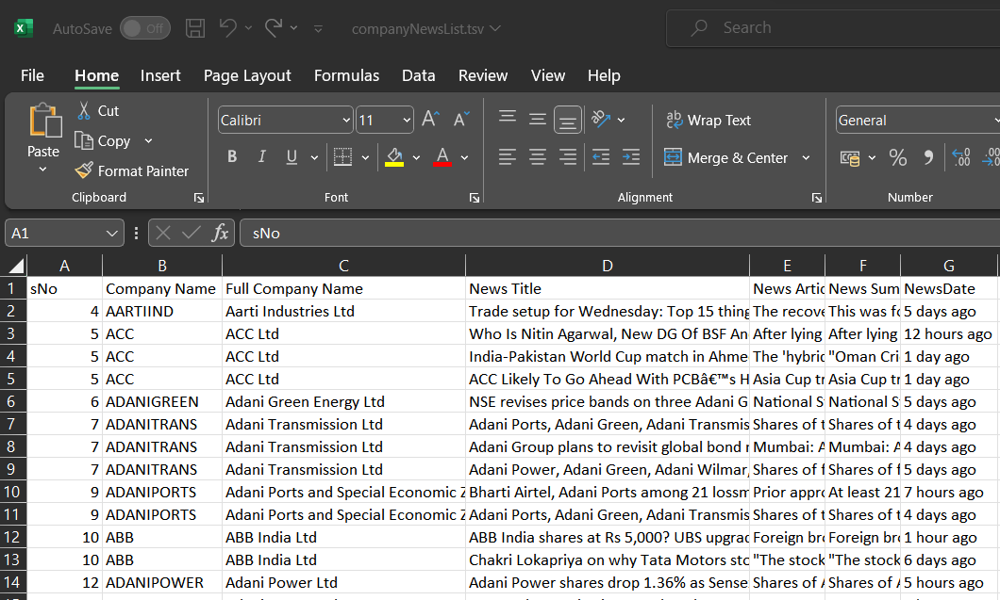 AutoSave Off companyNewsList.tsv Search
File Home Insert Page Layout Formulas Data Review View Help
Paste Cut Copy Format Painter Clipboard
Calibri 11 B I U A Font
ab Wrap Text Merge & Center Alignment
General % .00 Number
A1 fx sNo
A B C D E F G
1 sNo Company Name Full Company Name News Title News Artic News Sum NewsDate
2 4 AARTIIND Aarti Industries Ltd Trade setup for Wednesday: Top 15 thing The recove This was fo 5 days ago
3 5 ACC ACC Ltd Who Is Nitin Agarwal, New DG Of BSF An After lying After lying 12 hours ago
4 5 ACC ACC Ltd India-Pakistan World Cup match in Ahme The 'hybrid "Oman Cri 1 day ago
5 5 ACC ACC Ltd ACC Likely To Go Ahead With PCBâ€™s H Asia Cup tr Asia Cup tr 1 day ago
6 6 ADANIGREEN Adani Green Energy Ltd NSE revises price bands on three Adani G National S National S 5 days ago
7 7 ADANITRANS Adani Transmission Ltd Adani Ports, Adani Green, Adani Transmis Shares of t Shares of t 4 days ago
8 7 ADANITRANS Adani Transmission Ltd Adani Group plans to revisit global bond Mumbai: A Mumbai: A 4 days ago
9 7 ADANITRANS Adani Transmission Ltd Adani Power, Adani Green, Adani Wilmar, Shares of f Shares of f 5 days ago
10 9 ADANIPORTS Adani Ports and Special Economic Z Bharti Airtel, Adani Ports among 21 lossm Prior appro At least 21 7 hours ago
11 9 ADANIPORTS Adani Ports and Special Economic Z Adani Ports, Adani Green, Adani Transmis Shares of t Shares of t 4 days ago
12 10 ABB ABB India Ltd ABB India shares at Rs 5,000? UBS upgrad Foreign bro Foreign bro 1 hour ago
13 10 ABB ABB India Ltd Chakri Lokapriya on why Tata Motors sto "The stock "The stock 6 days ago
14 12 ADANIPOWER Adani Power Ltd Adani Power shares drop 1.36% as Sense Shares of A Shares of A 5 hours ago